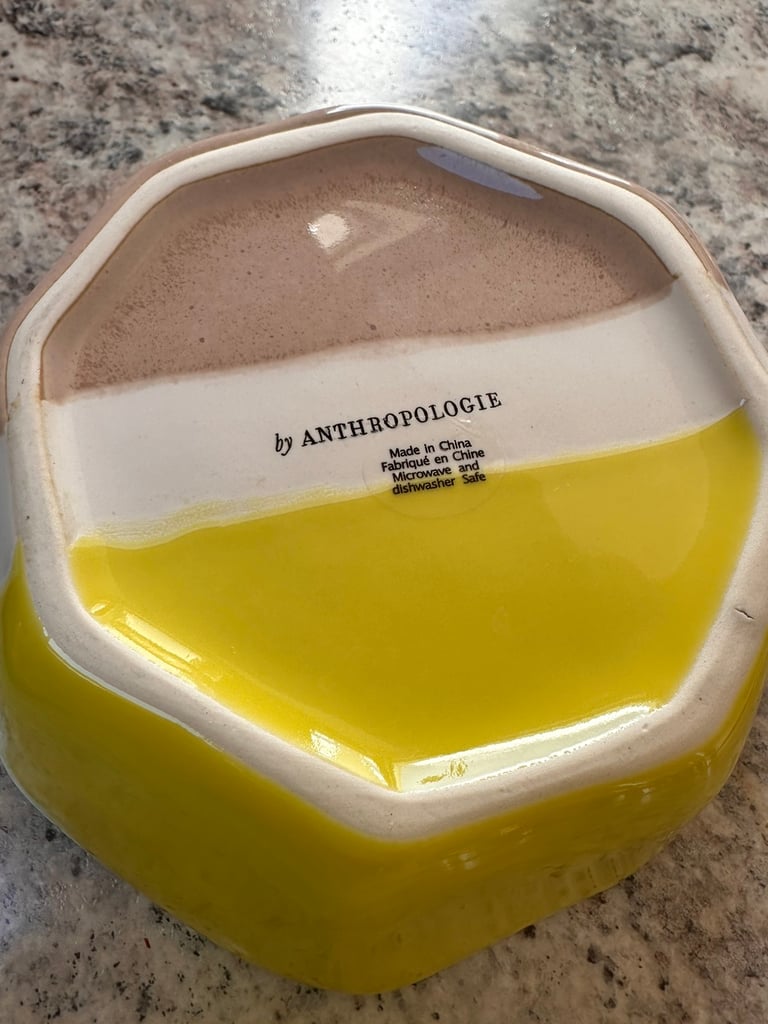 by ANTHROPOLOGIE
Made in China
Fabriqué en Chine
Microwave and
dishwasher Safe